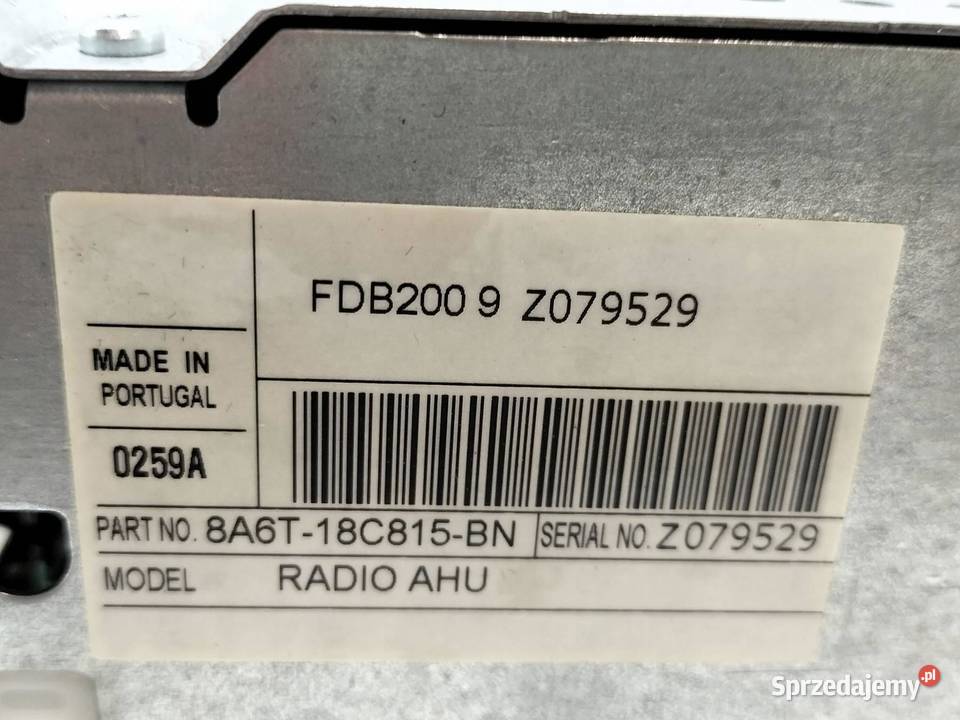 FDB200 9 Z079529
MADE IN
PORTUGAL
0259A
PART NO. 8A6T-18C815-BN
SERIAL NO. Z079529
MODEL RADIO AHU
Sprzedajemy.pl